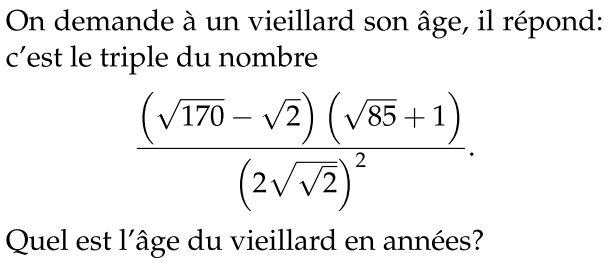 On demande à un vieillard son âge, il répond:
c’est le triple du nombre
\frac{\left(\sqrt{170} - \sqrt{2}\right)\left(\sqrt{85} + 1\right)}{\left(2\sqrt{\sqrt{2}}\right)^2}.
Quel est l’âge du vieillard en années?